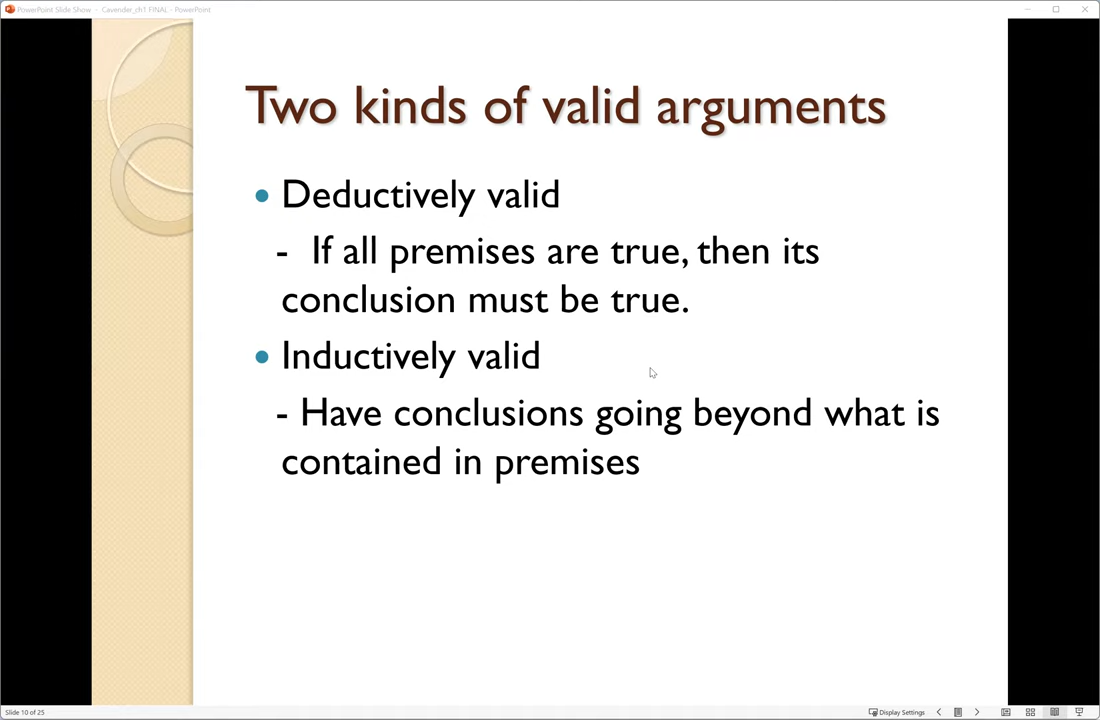 PowerPoint Slide Show - Cavender_ch1 FINAL - PowerPoint
Two kinds of valid arguments
• Deductively valid
- If all premises are true, then its
conclusion must be true.
• Inductively valid
- Have conclusions going beyond what is
contained in premises
Slide 10 of 25
Display Settings